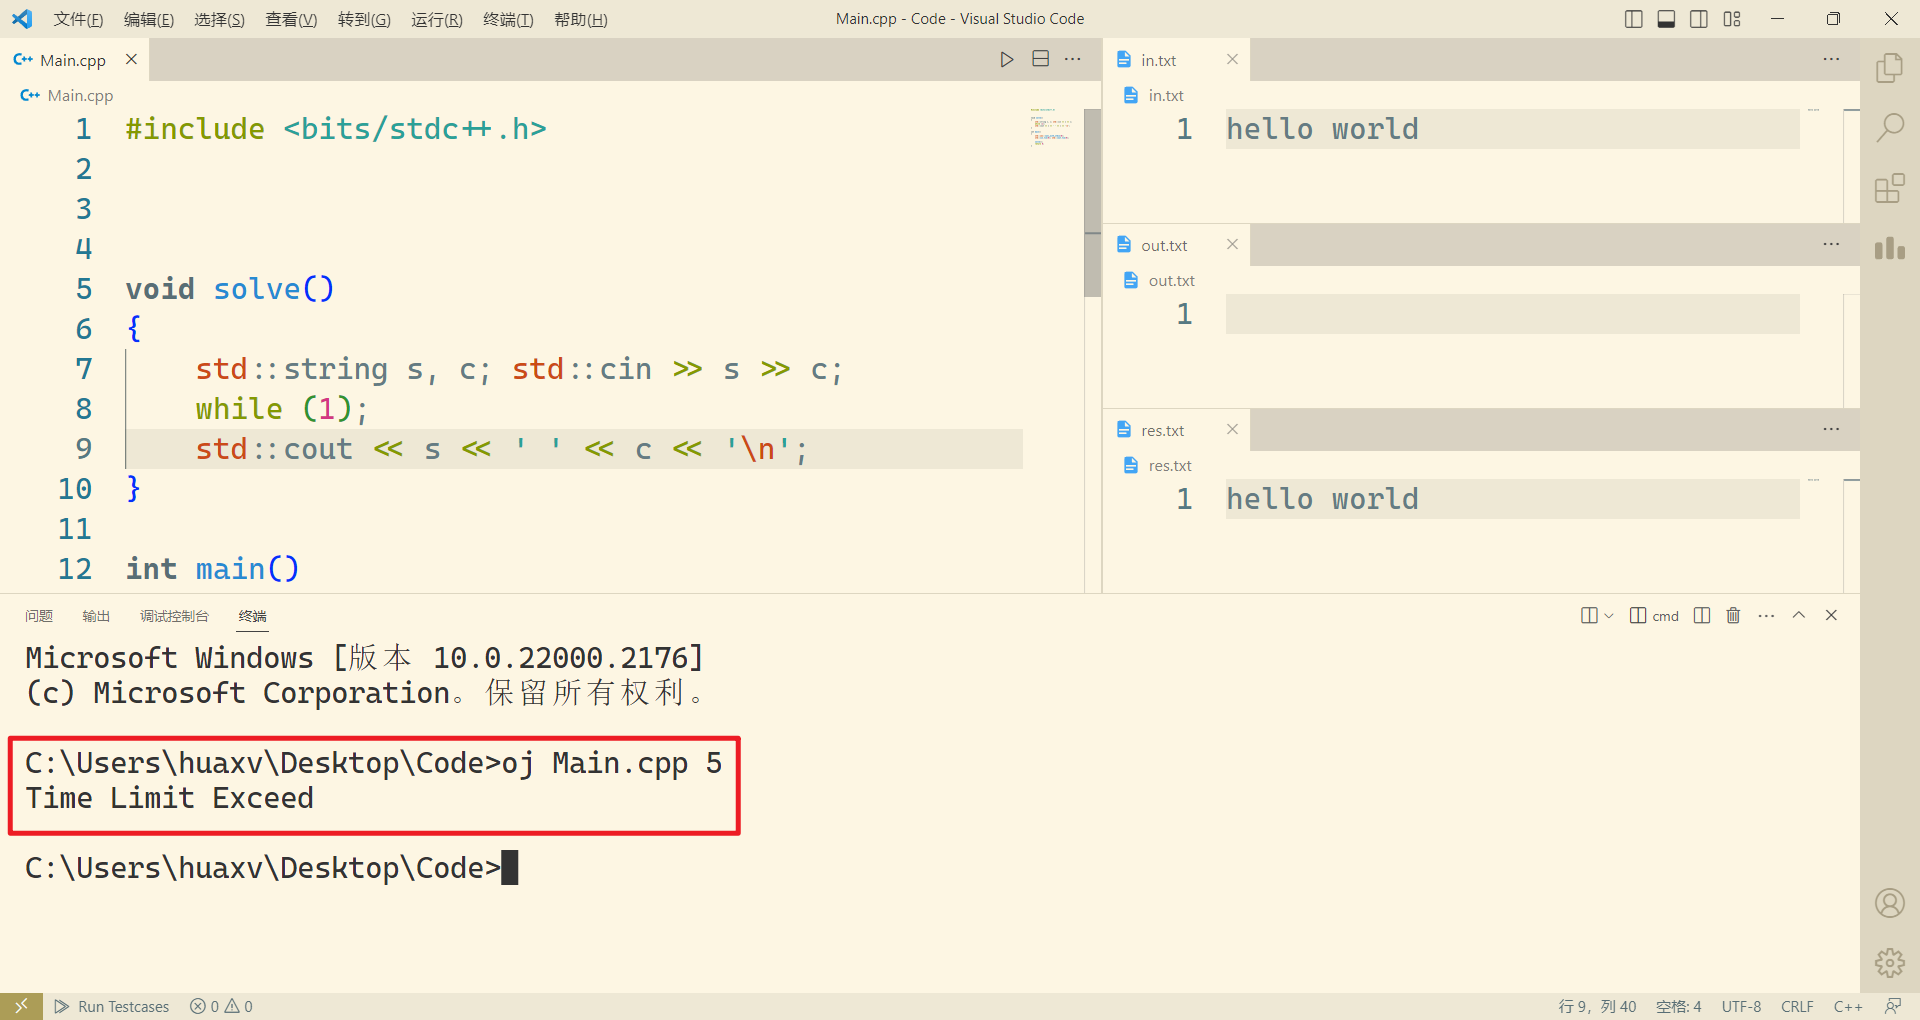 文件(F) 编辑(E) 选择(S) 查看(V) 转到(G) 运行(R) 终端(T) 帮助(H) Main.cpp - Code - Visual Studio Code
C++ Main.cpp
C++ Main.cpp
1 #include <bits/stdc++.h>
2
3
4
5 void solve()
6 {
7 std::string s, c; std::cin >> s >> c;
8 while (1);
9 std::cout << s << ' ' << c << '\n';
10 }
11
12 int main()
in.txt
in.txt
1 hello world
out.txt
out.txt
1
res.txt
res.txt
1 hello world
问题 输出 调试控制台 终端 cmd
Microsoft Windows [版本 10.0.22000.2176]
(c) Microsoft Corporation。保留所有权利。
C:\Users\huaxv\Desktop\Code>oj Main.cpp 5
Time Limit Exceed
C:\Users\huaxv\Desktop\Code>
Run Testcases 0 0 行 9, 列 40 空格: 4 UTF-8 CRLF C++